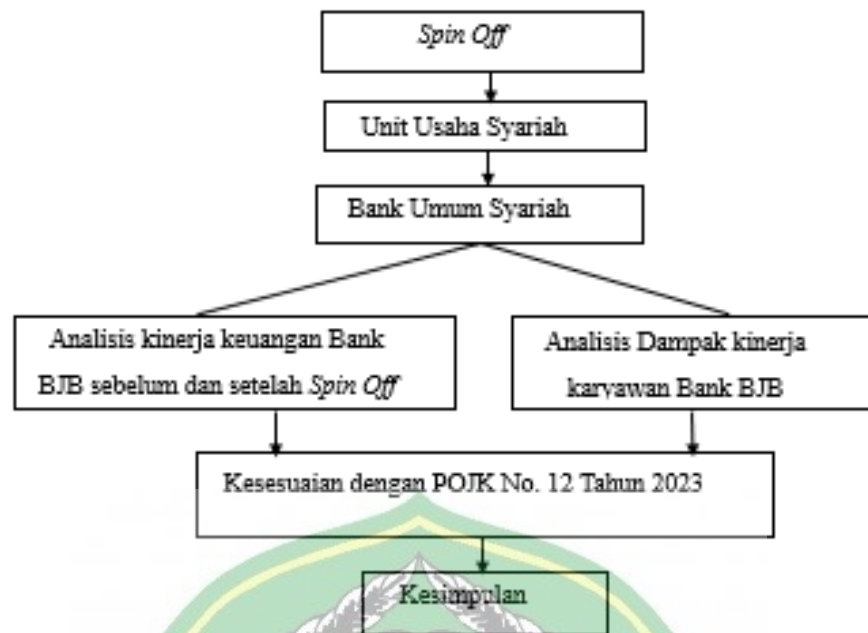 Spin Off
Unit Usaha Syariah
Bank Umum Syariah
Analisis kinerja keuangan Bank
BJB sebelum dan setelah Spin Off
Analisis Dampak kinerja
karyawan Bank BJB
Kesesuaian dengan POJK No. 12 Tahun 2023
Kesimpulan